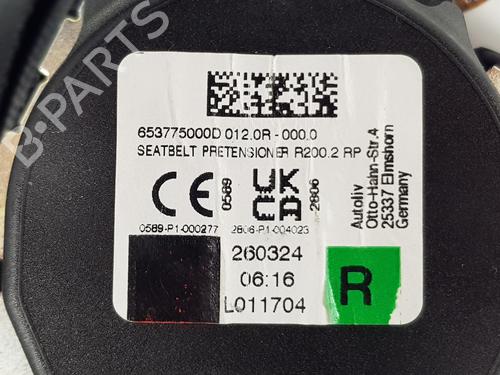 653775000D 012.0R - 000.0
SEATBELT PRETENSIONER R200.2 RP
CE
0589
UK
CA
2806
0589-P1-000277
2806-P1-004023
Autoliv
Otto-Hahn-Str.4
25337 Elmshorn
Germany
260324
06:16
L011704
R
B-PARTS